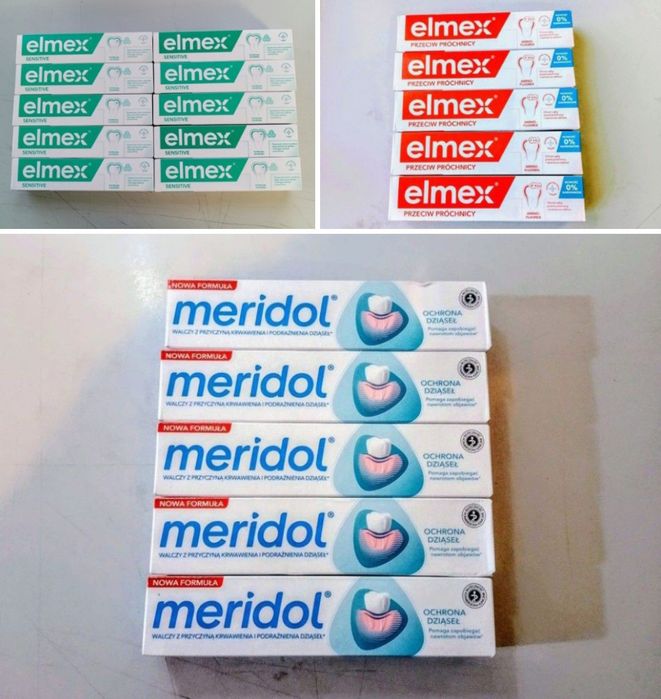 elmex® elmex®
SENSITIVE SENSITIVE
elmex® elmex®
SENSITIVE SENSITIVE
elmex® elmex®
SENSITIVE SENSITIVE
elmex® elmex®
SENSITIVE SENSITIVE
elmex® elmex®
SENSITIVE SENSITIVE
elmex®
PRZECIW PRÓCHNICY
0%
elmex®
PRZECIW PRÓCHNICY
0%
elmex®
PRZECIW PRÓCHNICY
0%
elmex®
PRZECIW PRÓCHNICY
0%
elmex®
PRZECIW PRÓCHNICY
0%
NOWA FORMUŁA
meridol®
WALCZY Z PRZYCZYNĄ KRWAWIENIA I PODRAŻNIENIA DZIĄSEŁ*
OCHRONA
DZIĄSEŁ
Pomaga zapobiegać
nawrotom objawów*
NOWA FORMUŁA
meridol®
WALCZY Z PRZYCZYNĄ KRWAWIENIA I PODRAŻNIENIA DZIĄSEŁ*
OCHRONA
DZIĄSEŁ
Pomaga zapobiegać
nawrotom objawów*
NOWA FORMUŁA
meridol®
WALCZY Z PRZYCZYNĄ KRWAWIENIA I PODRAŻNIENIA DZIĄSEŁ*
OCHRONA
DZIĄSEŁ
Pomaga zapobiegać
nawrotom objawów*
NOWA FORMUŁA
meridol®
WALCZY Z PRZYCZYNĄ KRWAWIENIA I PODRAŻNIENIA DZIĄSEŁ*
OCHRONA
DZIĄSEŁ
Pomaga zapobiegać
nawrotom objawów*
NOWA FORMUŁA
meridol®
WALCZY Z PRZYCZYNĄ KRWAWIENIA I PODRAŻNIENIA DZIĄSEŁ*
OCHRONA
DZIĄSEŁ
Pomaga zapobiegać
nawrotom objawów*